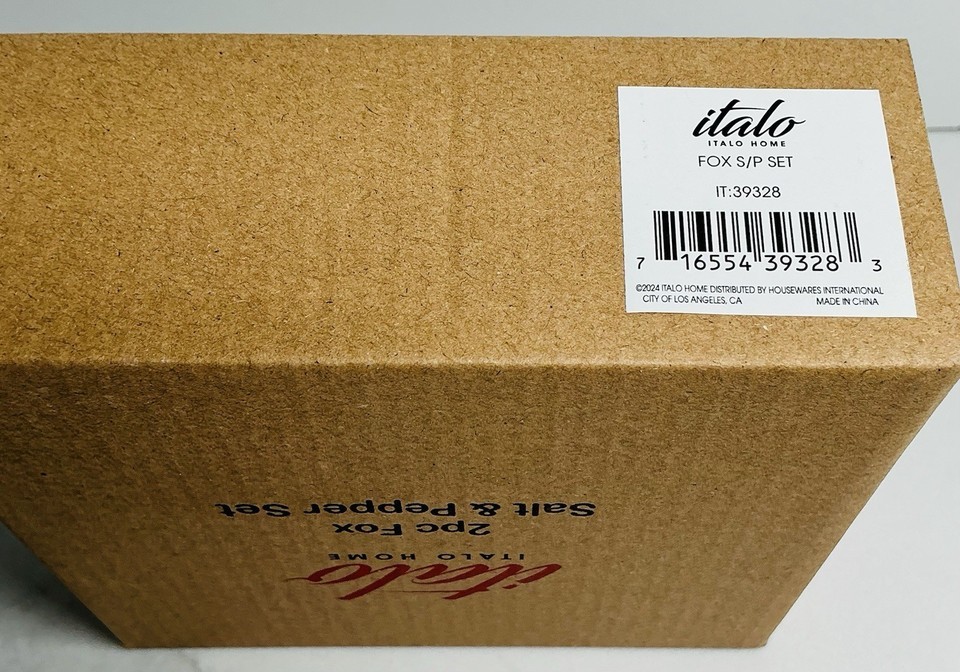 italo
ITALO HOME
FOX S/P SET
IT:39328
7 16554 39328 3
©2024 ITALO HOME DISTRIBUTED BY HOUSEWARES INTERNATIONAL
CITY OF LOS ANGELES, CA MADE IN CHINA
italo
ITALO HOME
2pc Fox
Salt & Pepper Set